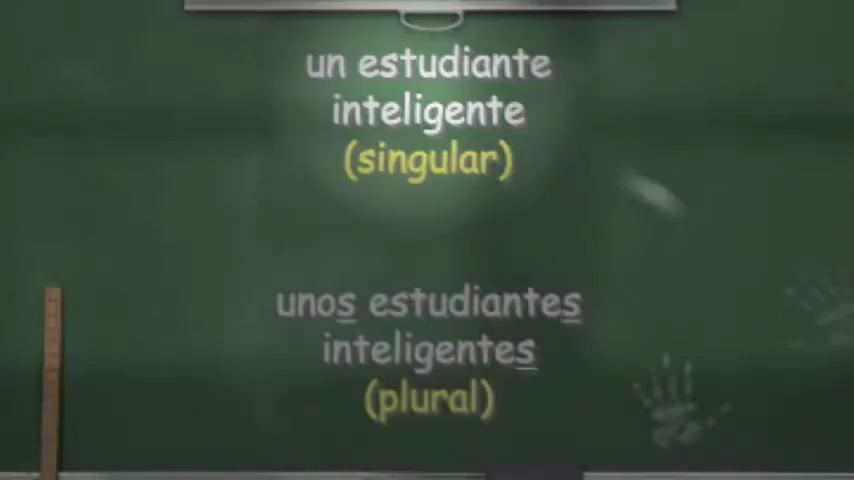 un estudiante
inteligente
(singular)
unos estudiantes
inteligentes
(plural)